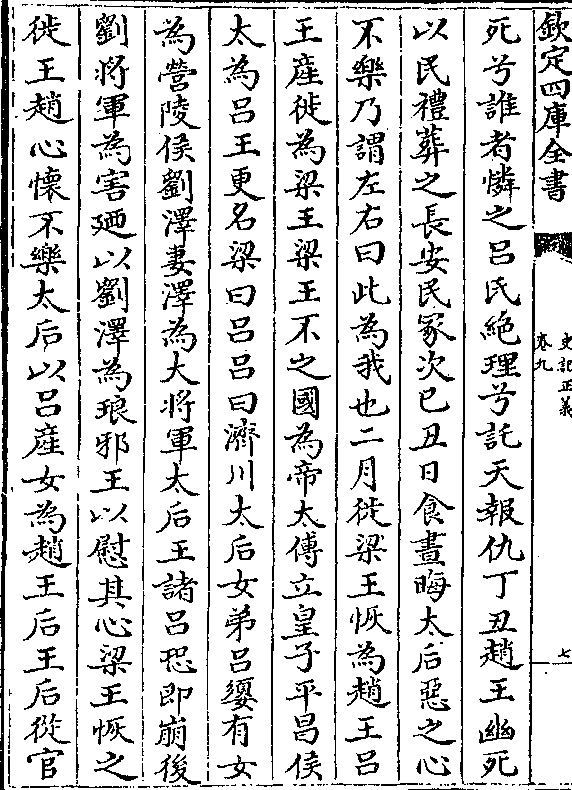 欽定四庫全書
史記正義
卷九
七
死兮誰者憐之呂氏絶理兮託天報仇丁丑趙王幽死
以民禮葬之長安民冢次已丑日食晝晦太后惡之心
不樂乃謂左右曰此為我也二月徙梁王恢為趙王呂
王産徙為梁王梁王不之國為帝太傅立皇子平昌侯
太為呂王更名梁曰呂呂曰濟川太后女弟呂嬃有女
為營陵侯劉澤妻澤為大將軍太后王諸呂恐即崩後
劉將軍為害廼以劉澤為琅邪王以慰其心梁王恢之
徙王趙心懷不樂太后以呂産女為趙王后王后從官